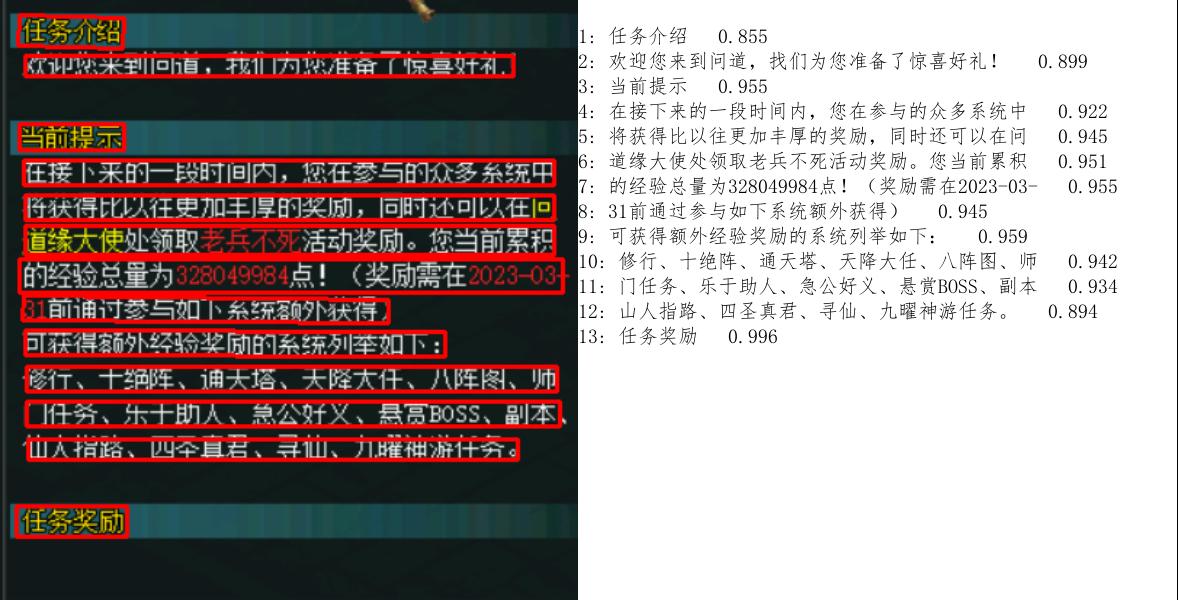 任务介绍
欢迎您来到问道，我们为您准备了惊喜好礼！
当前提示
在接下来的一段时间内，您在参与的众多系统中
将获得比以往更加丰厚的奖励，同时还可以在问
道缘大使处领取老兵不死活动奖励。您当前累积
的经验总量为328049984点！（奖励需在2023-03-
31前通过参与如下系统额外获得）
可获得额外经验奖励的系统列举如下：
修行、十绝阵、通天塔、天降大任、八阵图、师
门任务、乐于助人、急公好义、悬赏BOSS、副本、
仙人指路、四圣真君、寻仙、九曜神游任务。
任务奖励
1: 任务介绍 0.855
2: 欢迎您来到问道，我们为您准备了惊喜好礼！ 0.899
3: 当前提示 0.955
4: 在接下来的一段时间内，您在参与的众多系统中 0.922
5: 将获得比以往更加丰厚的奖励，同时还可以在问 0.945
6: 道缘大使处领取老兵不死活动奖励。您当前累积 0.951
7: 的经验总量为328049984点！（奖励需在2023-03- 0.955
8: 31前通过参与如下系统额外获得） 0.945
9: 可获得额外经验奖励的系统列举如下： 0.959
10: 修行、十绝阵、通天塔、天降大任、八阵图、师 0.942
11: 门任务、乐于助人、急公好义、悬赏BOSS、副本 0.934
12: 山人指路、四圣真君、寻仙、九曜神游任务。 0.894
13: 任务奖励 0.996